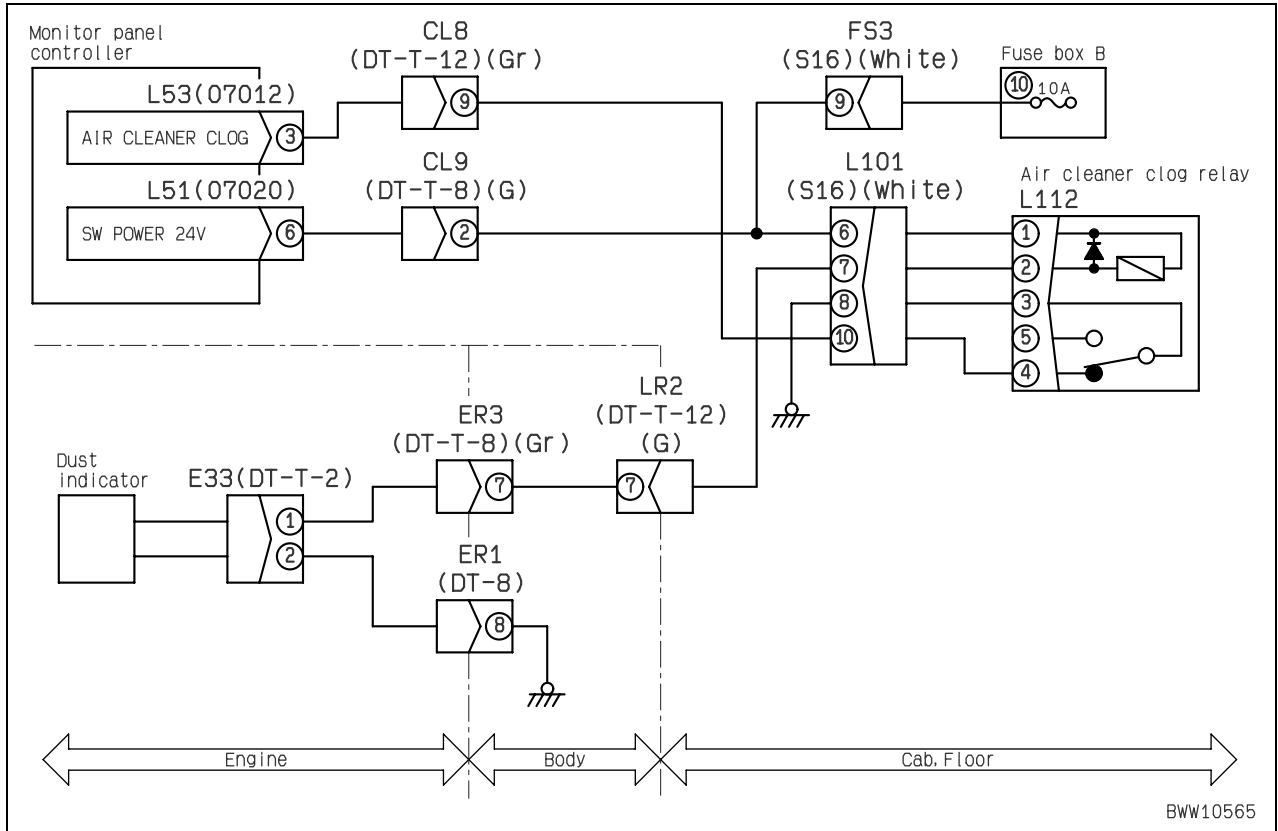 Monitor panel
controller
CL8
(DT-T-12)(Gr)
FS3
(S16)(White)
Fuse box B
L53(07012)
AIR CLEANER CLOG
3
9
9
10
10A
L51(07020)
SW POWER 24V
6
CL9
(DT-T-8)(G)
2
L101
(S16)(White)
6
7
8
10
Air cleaner clog relay
L112
1
2
3
5
4
Dust
indicator
E33(DT-T-2)
1
2
ER3
(DT-T-8)(Gr)
7
LR2
(DT-T-12)
(G)
7
ER1
(DT-8)
8
Engine
Body
Cab, Floor
BWW10565